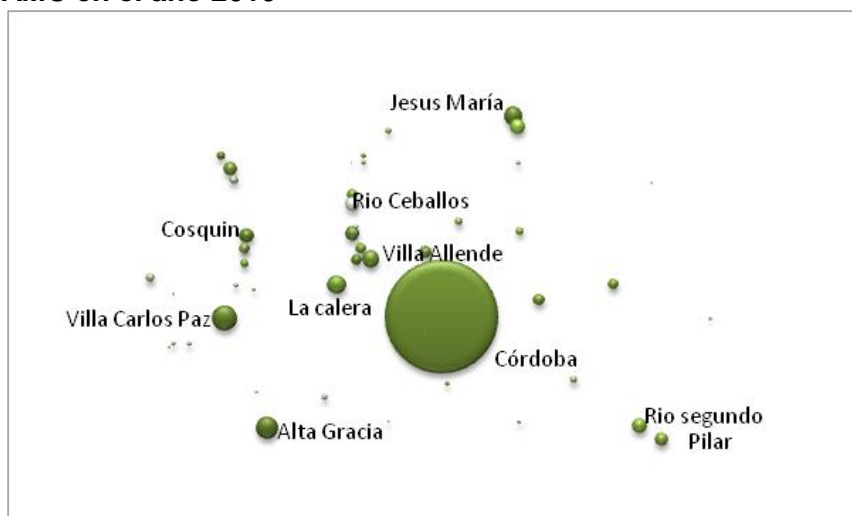 Jesus María
Rio Ceballos
Cosquin
Villa Allende
La calera
Villa Carlos Paz
Córdoba
Rio segundo
Alta Gracia
Pilar